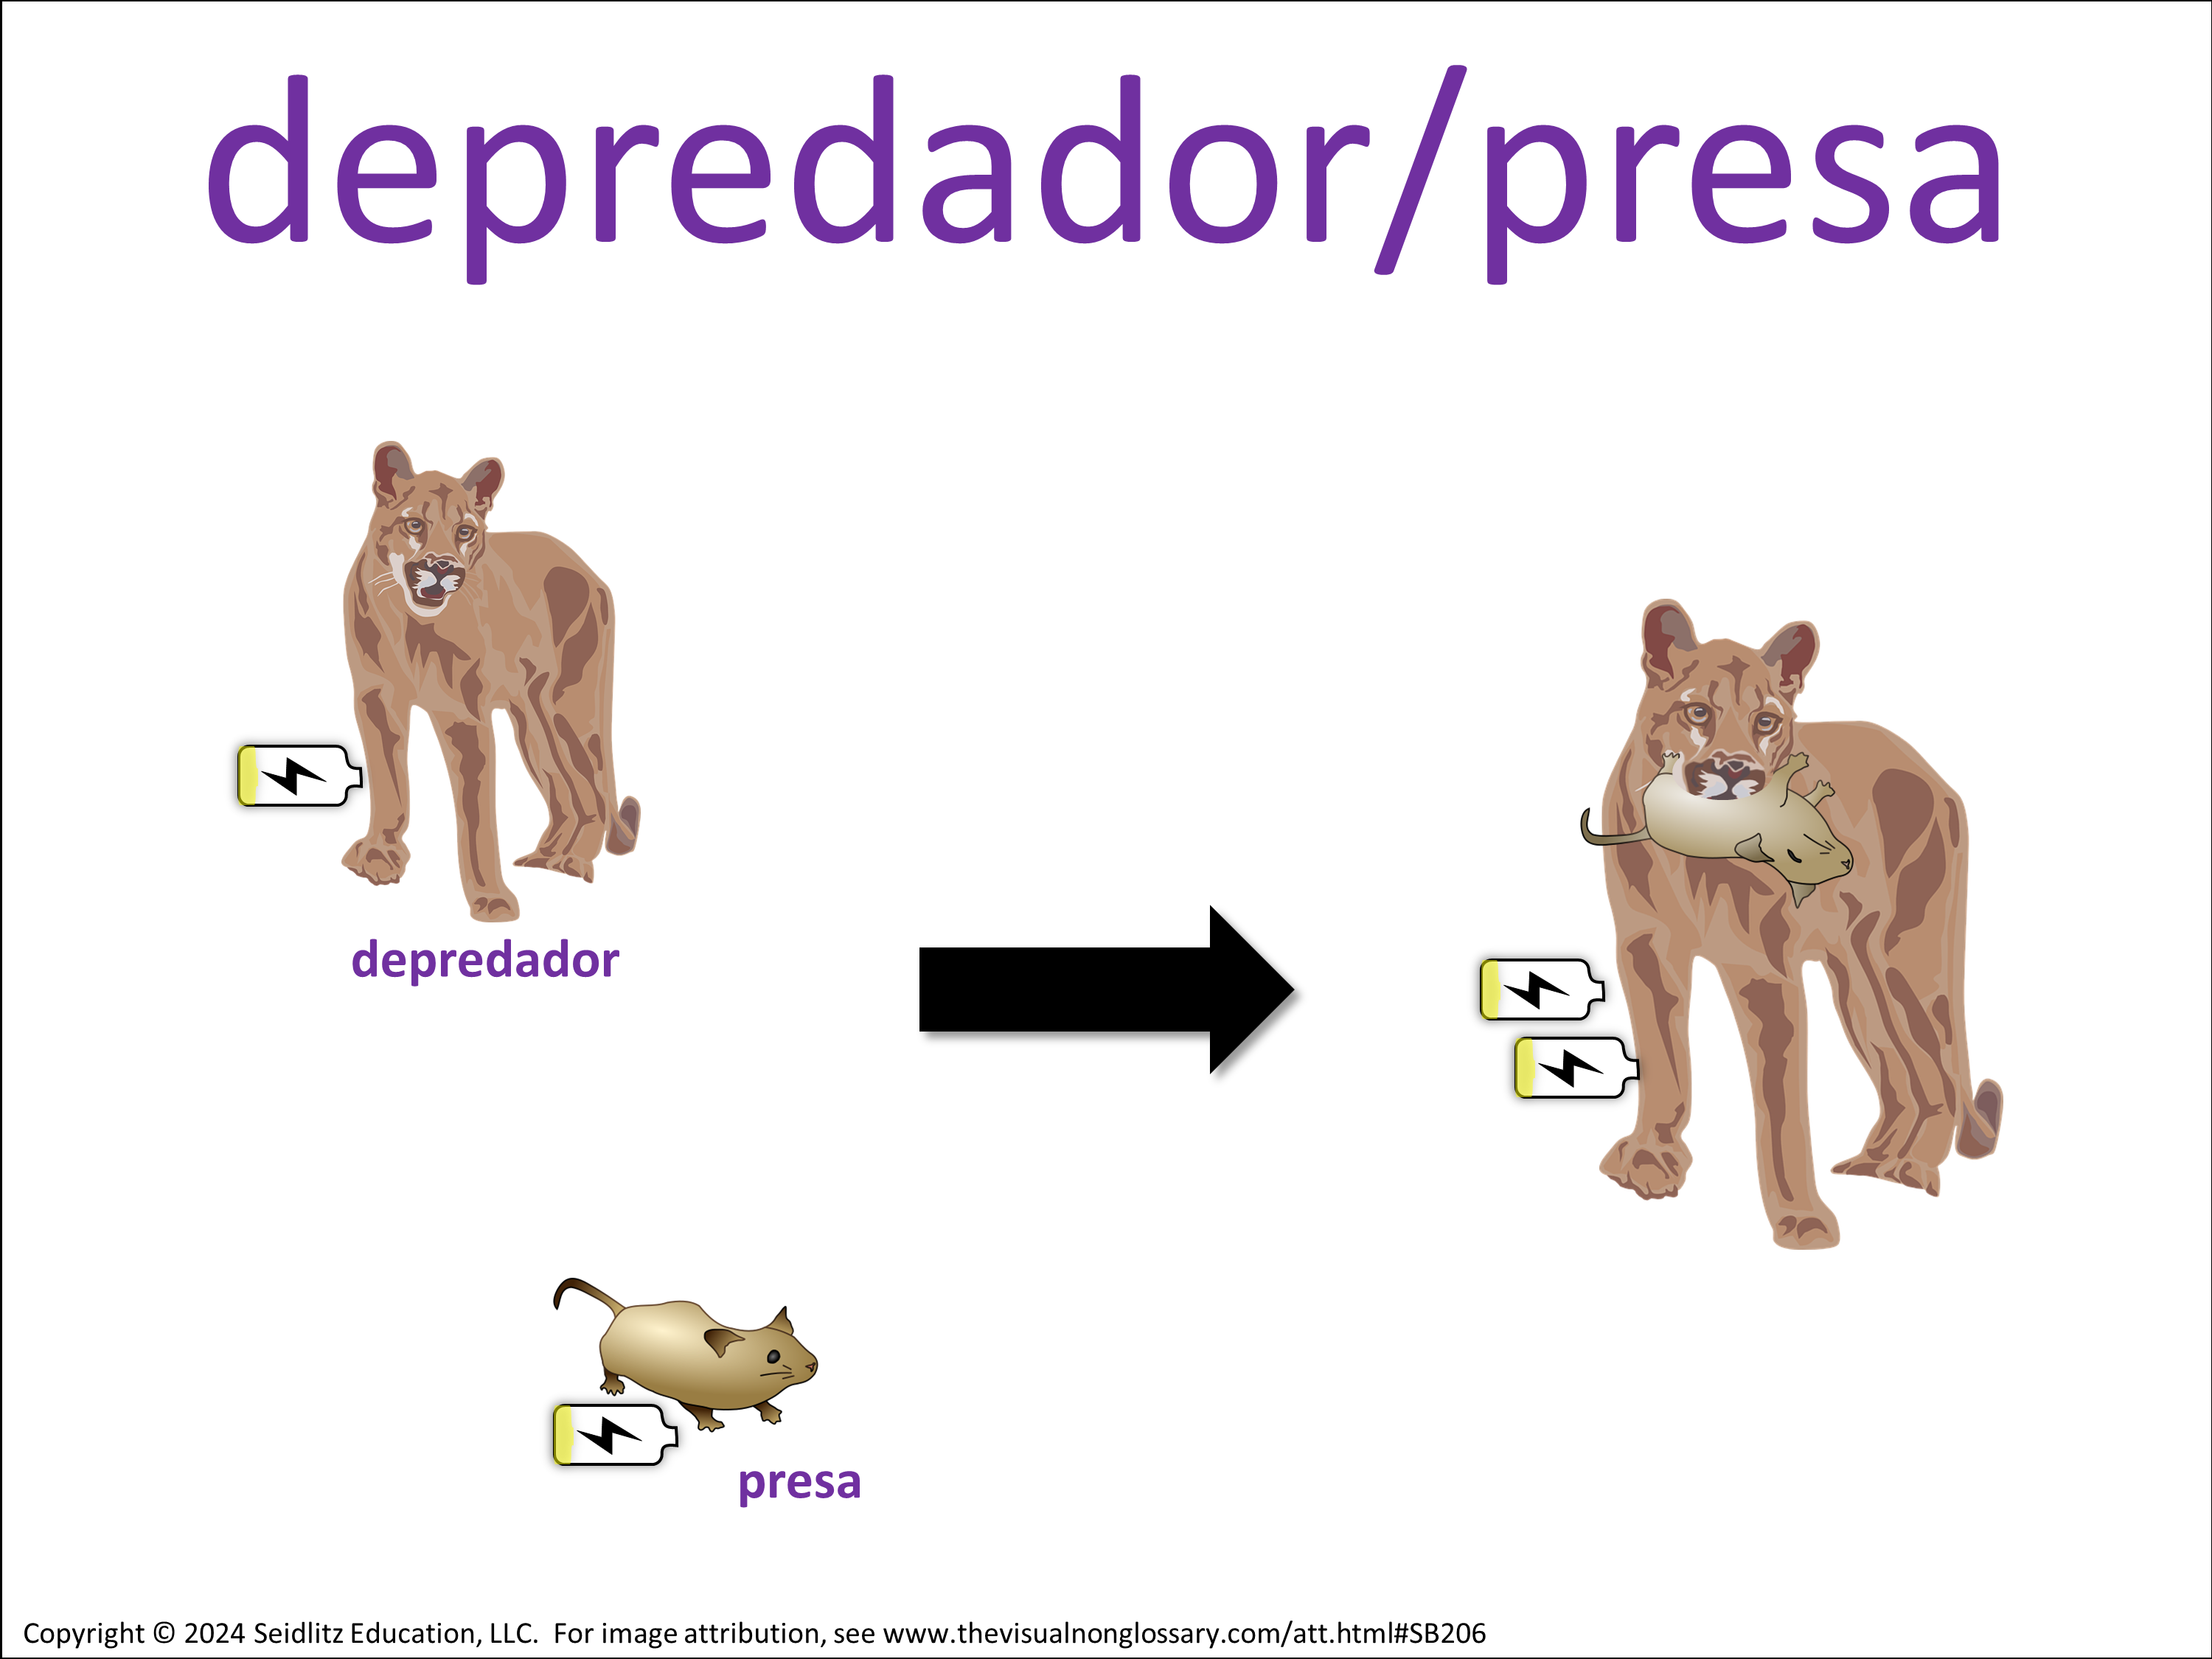 depredador/presa
depredador
presa
Copyright © 2024 Seidlitz Education, LLC.  For image attribution, see www.thevisualnonglossary.com/att.html#SB206